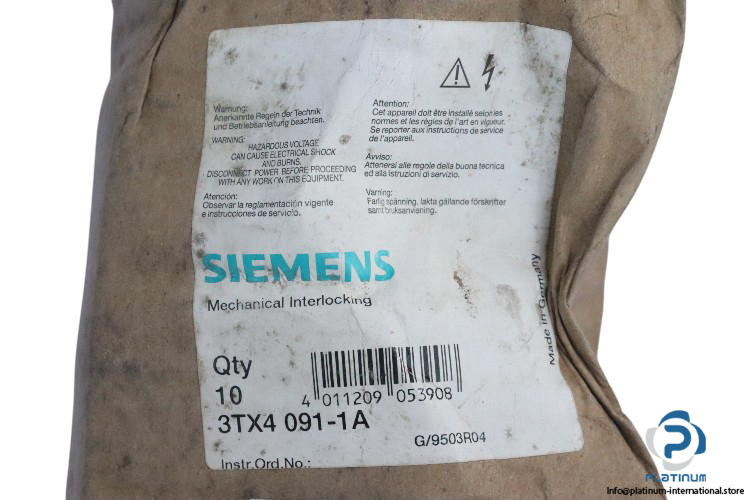 Warnung:
Anerkannte Regeln der Technik
und Betriebsanleitung beachten.
WARNING:
HAZARDOUS VOLTAGE
CAN CAUSE ELECTRICAL SHOCK
AND BURNS.
DISCONNECT POWER BEFORE PROCEEDING
WITH ANY WORK ON THIS EQUIPMENT.
Atención:
Observar la reglamentación vigente
e instrucciones de servicio.
Attention:
Cet appareil doit être installé selon les
normes et les règles de l'art en vigueur.
Se reporter aux instructions de service
de l'appareil.
Avviso:
Attenersi alle regole della buona tecnica
ed alla istruzioni di servizio.
Varning:
Farlig spänning, iakta gällande förskrifter
samt bruksanvisning.
SIEMENS
Mechanical Interlocking
Made in Germany
Qty
10
4 011209 053908
3TX4 091-1A
G/9503R04
Instr.Ord.No.:
PLATINUM
Info@platinum-international.store